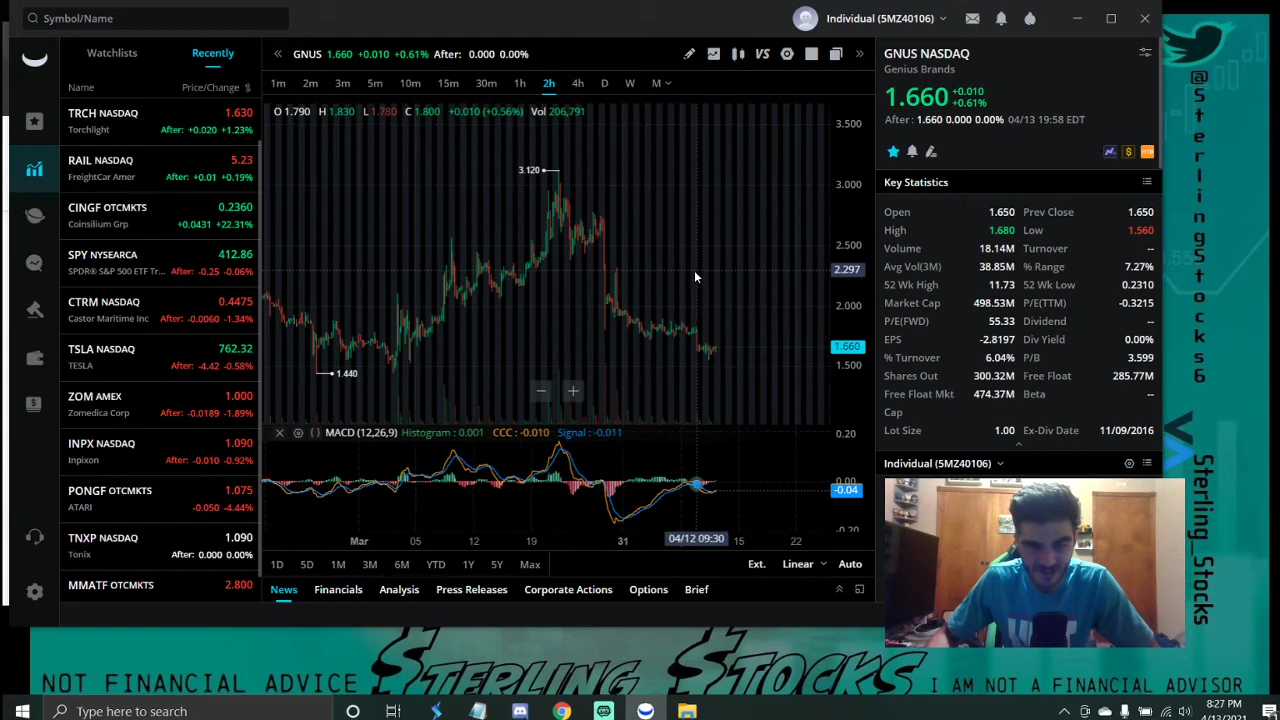 Symbol/Name
Individual (5MZ40106)
Watchlists Recently
Name Price/Change
TRCH NASDAQ 1.630
Torchlight After: +0.020 +1.23%
RAIL NASDAQ 5.23
FreightCar Amer After: +0.01 +0.19%
CINGF OTCMKTS 0.2360
Coinsilium Grp +0.0431 +22.31%
SPY NYSEARCA 412.86
SPDR® S&P 500 ETF Tr... After: -0.25 -0.06%
CTRM NASDAQ 0.4475
Castor Maritime Inc After: -0.0060 -1.34%
TSLA NASDAQ 762.32
TESLA After: -4.42 -0.58%
ZOM AMEX 1.000
Zomedica Corp After: -0.0189 -1.89%
INPX NASDAQ 1.090
Inpixon After: -0.010 -0.92%
PONGF OTCMKTS 1.075
ATARI -0.050 -4.44%
TNXP NASDAQ 1.090
Tonix After: 0.000 0.00%
MMATF OTCMKTS 2.800
GNUS 1.660 +0.010 +0.61% After: 0.000 0.00%
VS
1m 2m 3m 5m 10m 15m 30m 1h 2h 4h D W M
O 1.790 H 1.830 L 1.780 C 1.800 +0.010 (+0.56%) Vol 206,791
3.500
3.120
3.000
2.500
2.297
2.000
1.660
1.500
1.440
MACD (12,26,9) Histogram : 0.001 CCC : -0.010 Signal : -0.011
0.20
0.00
-0.04
-0.20
Mar 05 12 19 31 04/12 09:30 15 22
1D 5D 1M 3M 6M YTD 1Y 5Y Max Ext. Linear Auto
News Financials Analysis Press Releases Corporate Actions Options Brief
GNUS NASDAQ
Genius Brands
1.660 +0.010
+0.61%
After : 1.660 0.000 0.00% 04/13 19:58 EDT
HTB
Key Statistics
Open 1.650 Prev Close 1.650
High 1.680 Low 1.560
Volume 18.14M Turnover --
Avg Vol(3M) 38.85M % Range 7.27%
52 Wk High 11.73 52 Wk Low 0.2310
Market Cap 498.53M P/E(TTM) -0.3215
P/E(FWD) 55.33 Dividend --
EPS -2.8197 Div Yield 0.00%
% Turnover 6.04% P/B 3.599
Shares Out 300.32M Free Float 285.77M
Free Float Mkt Cap 474.37M Beta --
Lot Size 1.00 Ex-Div Date 11/09/2016
Individual (5MZ40106)
@Sterlingstocks6
Sterling_Stocks
NOT FINANCIAL ADVICE
$TERLING $TOCKS
I AM NOT A FINANCIAL ADVISOR
Type here to search
8:27 PM
4/13/2021